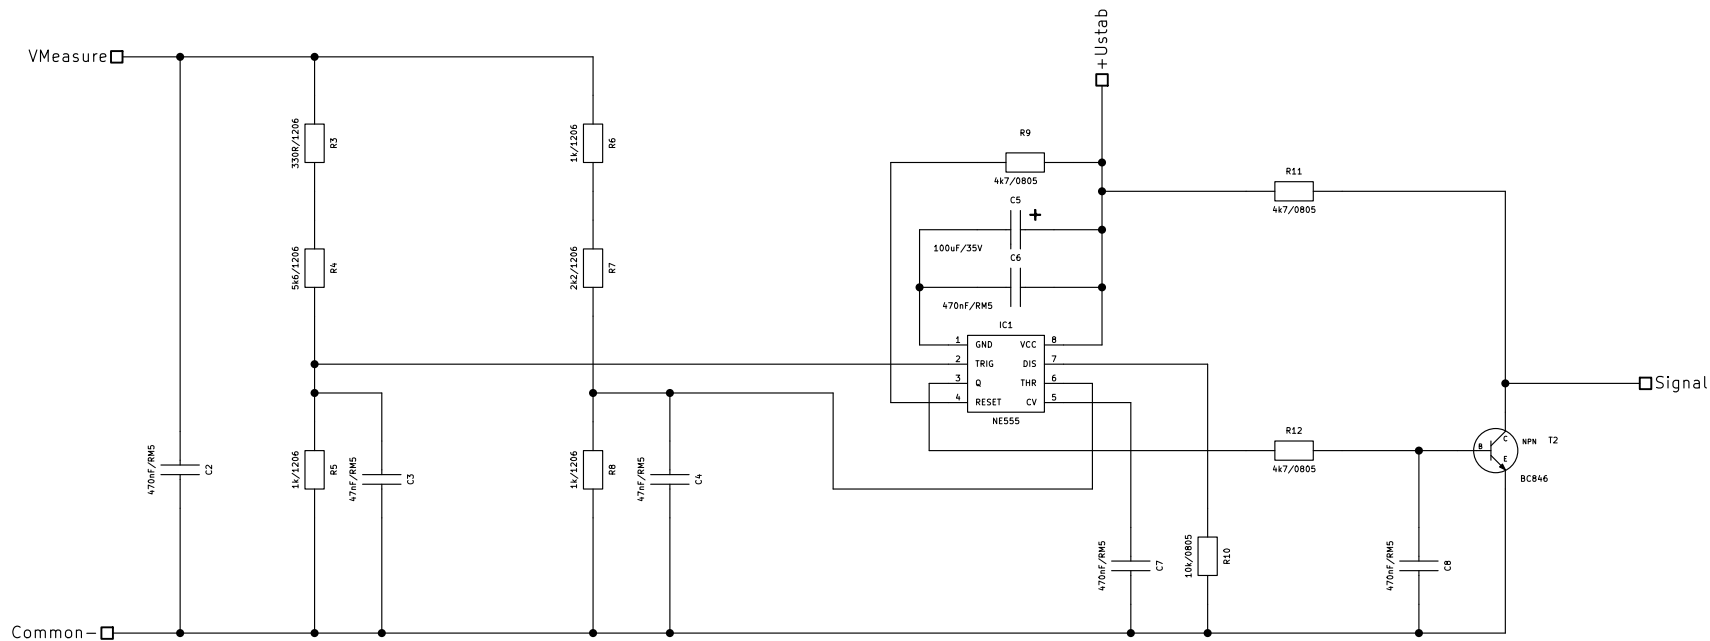 +Ustab
VMeasure
330R/1206
R3
1k/1206
R6
R9
4k7/0805
R11
4k7/0805
C5
+
100uF/35V
C6
470nF/RM5
5k6/1206
R4
2k2/1206
R7
IC1
1 GND VCC 8
2 TRIG DIS 7
3 Q THR 6
4 RESET CV 5
NE555
Signal
R12
4k7/0805
B
C
E
NPN
T2
BC846
470nF/RM5
C2
1k/1206
R5
47nF/RM5
C3
1k/1206
R8
47nF/RM5
C4
470nF/RM5
C7
10k/0805
R10
470nF/RM5
C8
Common-